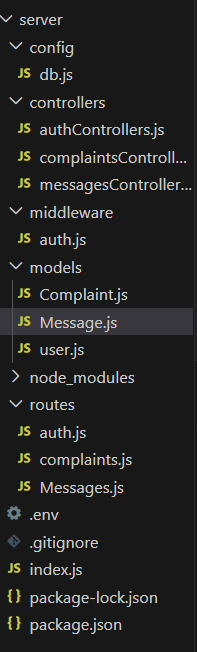 server
config
JS db.js
controllers
JS authControllers.js
JS complaintsControll...
JS messagesController...
middleware
JS auth.js
models
JS Complaint.js
JS Message.js
JS user.js
node_modules
routes
JS auth.js
JS complaints.js
JS Messages.js
.env
.gitignore
JS index.js
{} package-lock.json
{} package.json